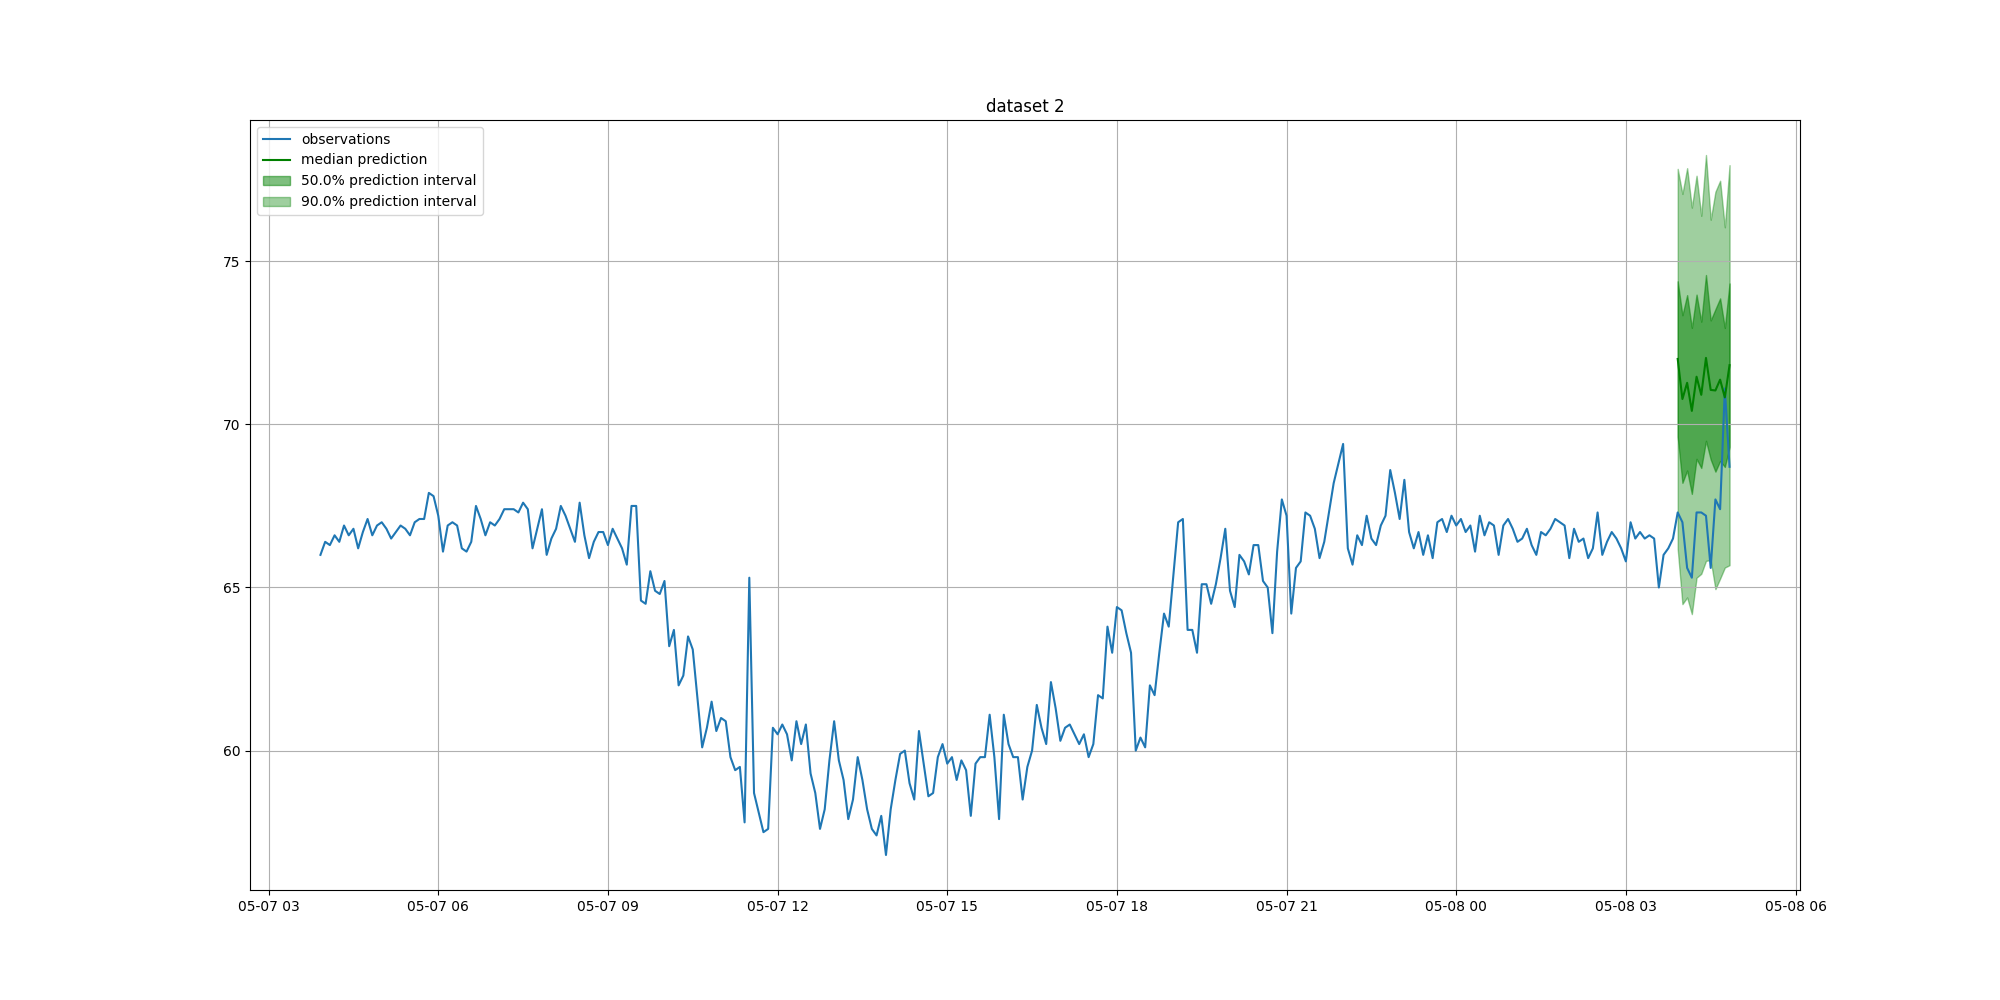 dataset 2
observations
median prediction
50.0% prediction interval
90.0% prediction interval
75
70
65
60
05-07 03
05-07 06
05-07 09
05-07 12
05-07 15
05-07 18
05-07 21
05-08 00
05-08 03
05-08 06